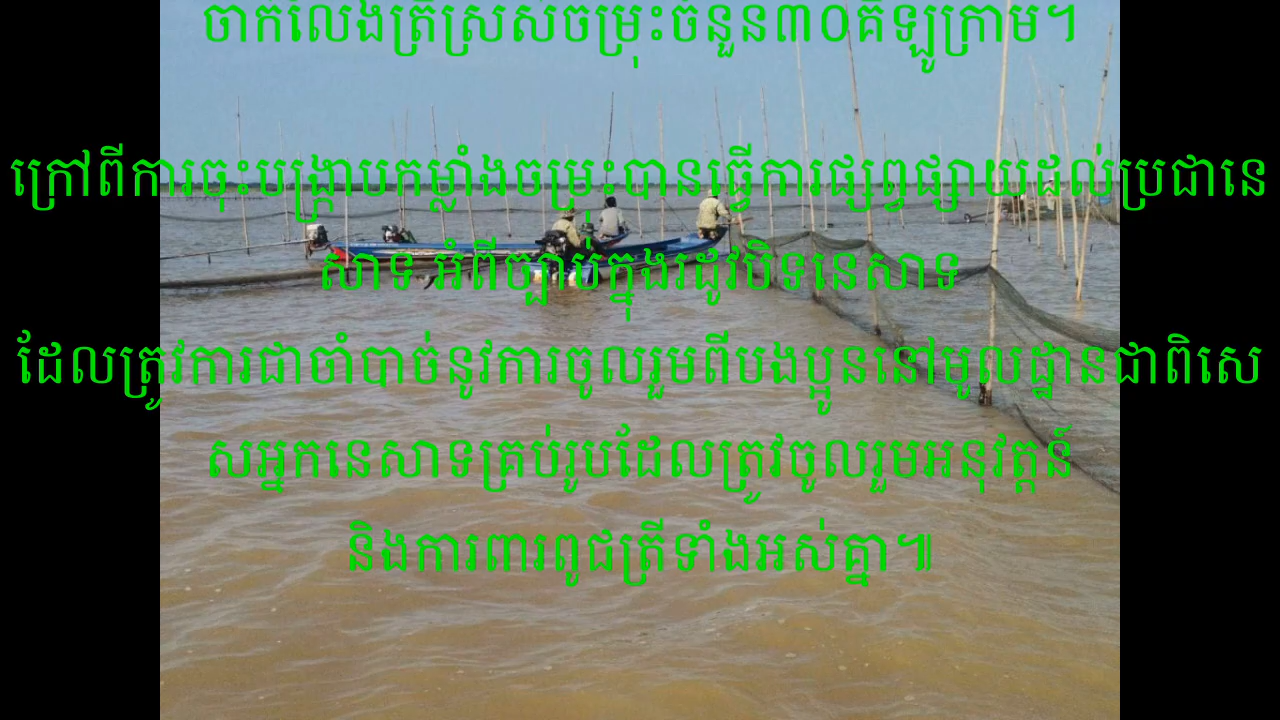 ចាក់លែងត្រីស្រស់ចម្រុះចំនួន៣០គីឡូក្រាម។
ក្រៅពីការចុះបង្ក្រាបកម្លាំងចម្រុះបានធ្វើការផ្សព្វផ្សាយដល់ប្រជានេ
សាទ អំពីច្បាប់ក្នុងរដូវបិទនេសាទ
ដែលត្រូវការជាចាំបាច់នូវការចូលរួមពីបងប្អូននៅមូលដ្ឋានជាពិសេ
សអ្នកនេសាទគ្រប់រូបដែលត្រូវចូលរួមអនុវត្តន៍
និងការពារពូជត្រីទាំងអស់គ្នា៕